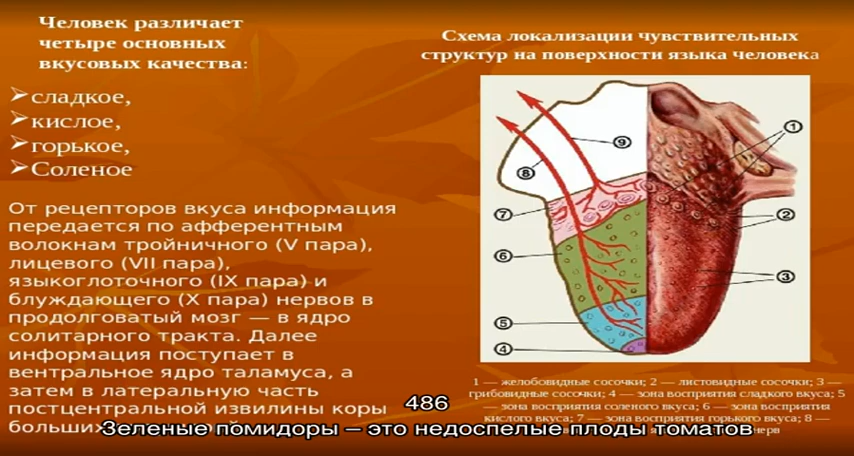 Человек различает
четыре основных
вкусовых качества:
сладкое,
кислое,
горькое,
Соленое
От рецепторов вкуса информация
передается по афферентным
волокнам тройничного (V пара),
лицевого (VII пара),
языкоглоточного (IX пара) и
блуждающего (X пара) нервов в
продолговатый мозг — в ядро
солитарного тракта. Далее
информация поступает в
вентральное ядро таламуса, а
затем в латеральную часть
постцентральной извилины коры
больших
Схема локализации чувствительных
структур на поверхности языка человека
1
9
8
7
2
6
3
5
4
1 — желобовидные сосочки; 2 — листовидные сосочки; 3 —
грибовидные сосочки; 4 — зона восприятия сладкого вкуса; 5
— зона восприятия соленого вкуса; 6 — зона восприятия
кислого вкуса; 7 — зона восприятия горького вкуса; 8 —
нерв
486
Зеленые помидоры – это недоспелые плоды томатов